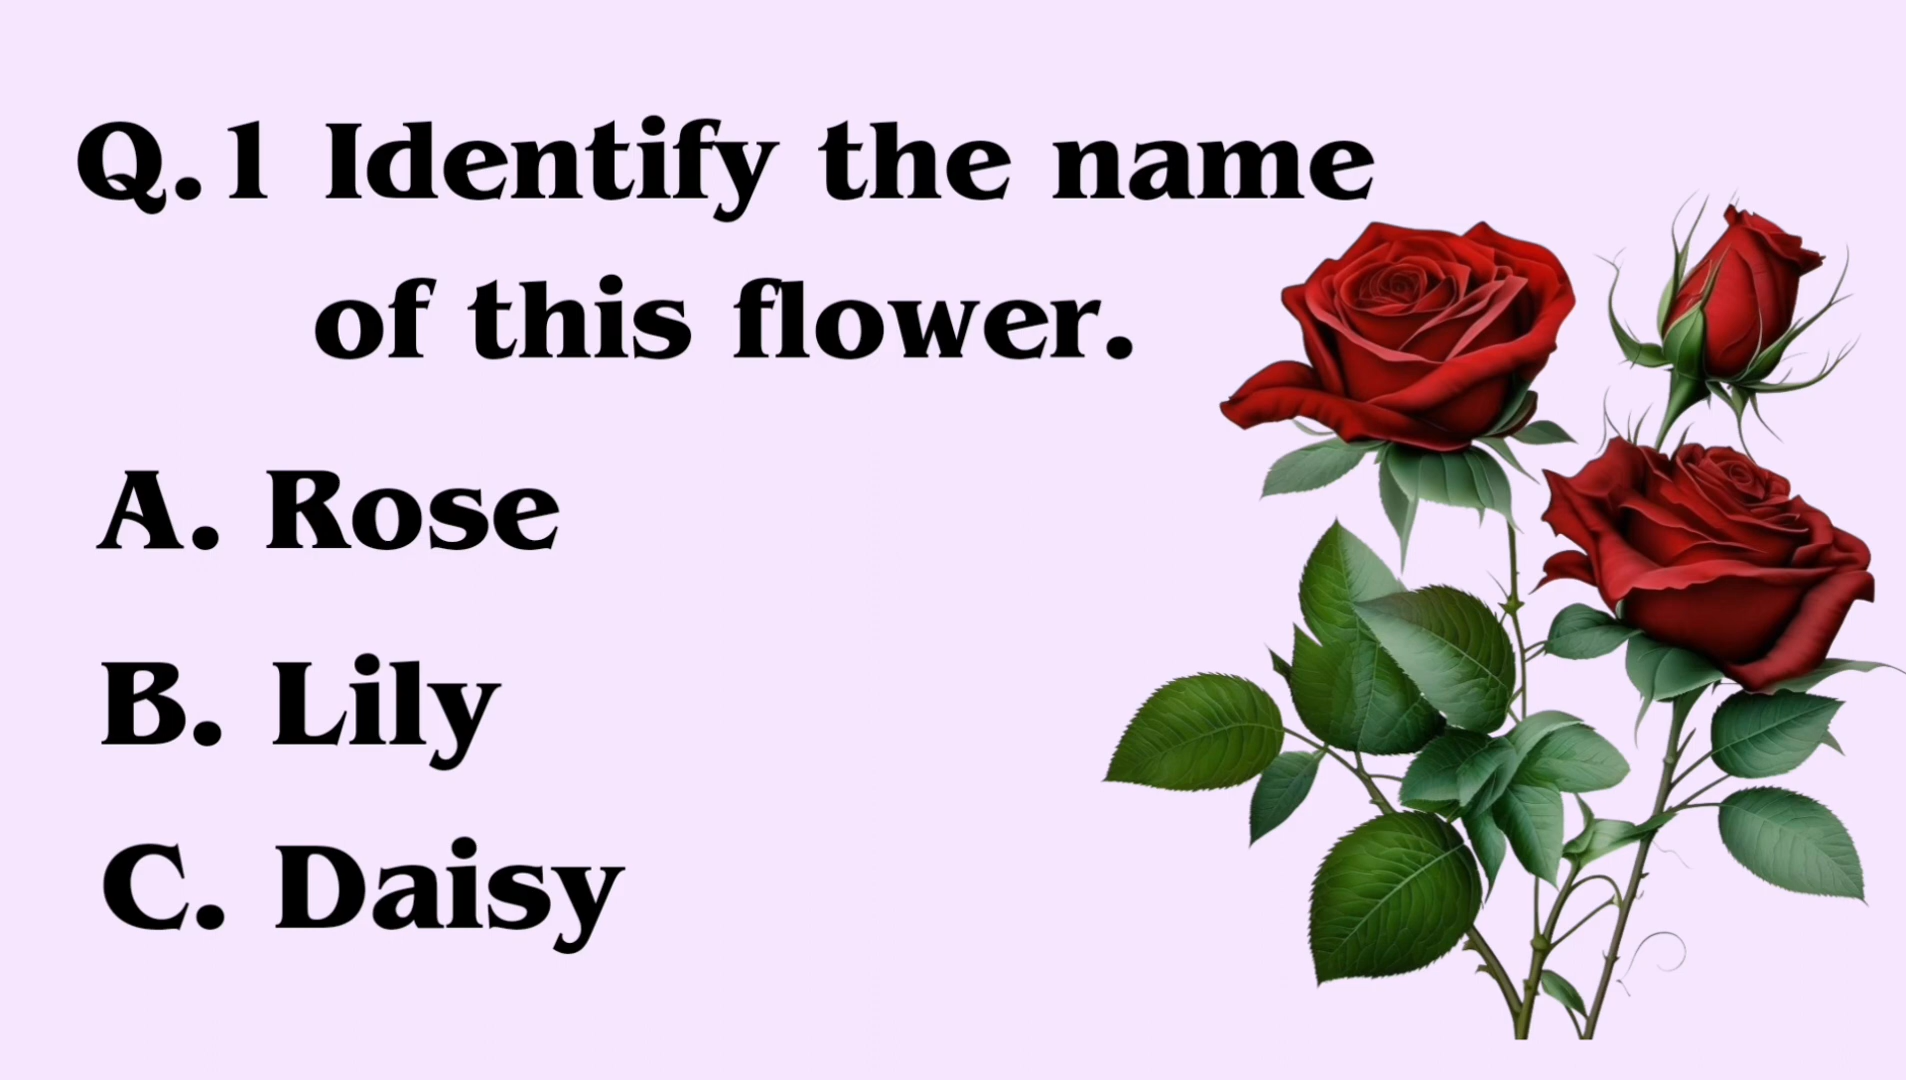 Q.1 Identify the name
of this flower.
A. Rose
B. Lily
C. Daisy